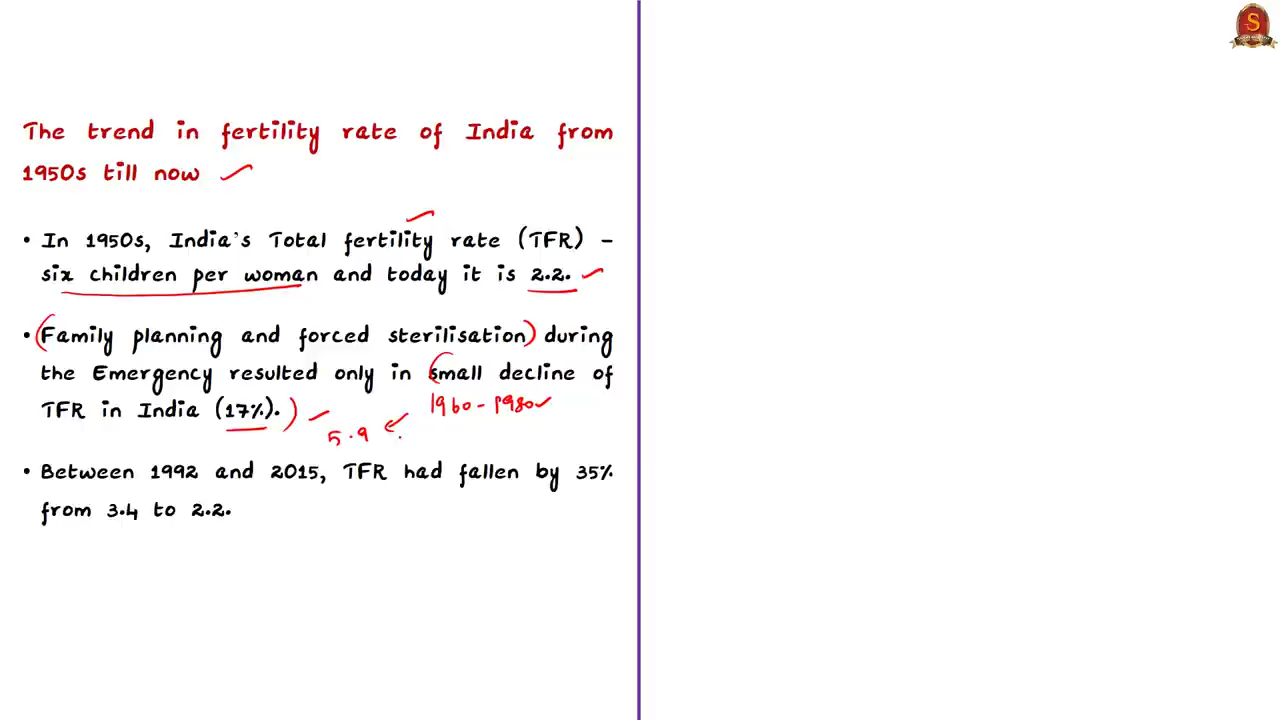 The trend in fertility rate of India from
1950s till now
• In 1950s, India's Total fertility rate (TFR) –
six children per woman and today it is 2.2.
• (Family planning and forced sterilisation) during
the Emergency resulted only in (small decline of
TFR in India (17%).)
1960-1980
5.9
• Between 1992 and 2015, TFR had fallen by 35%
from 3.4 to 2.2.
S